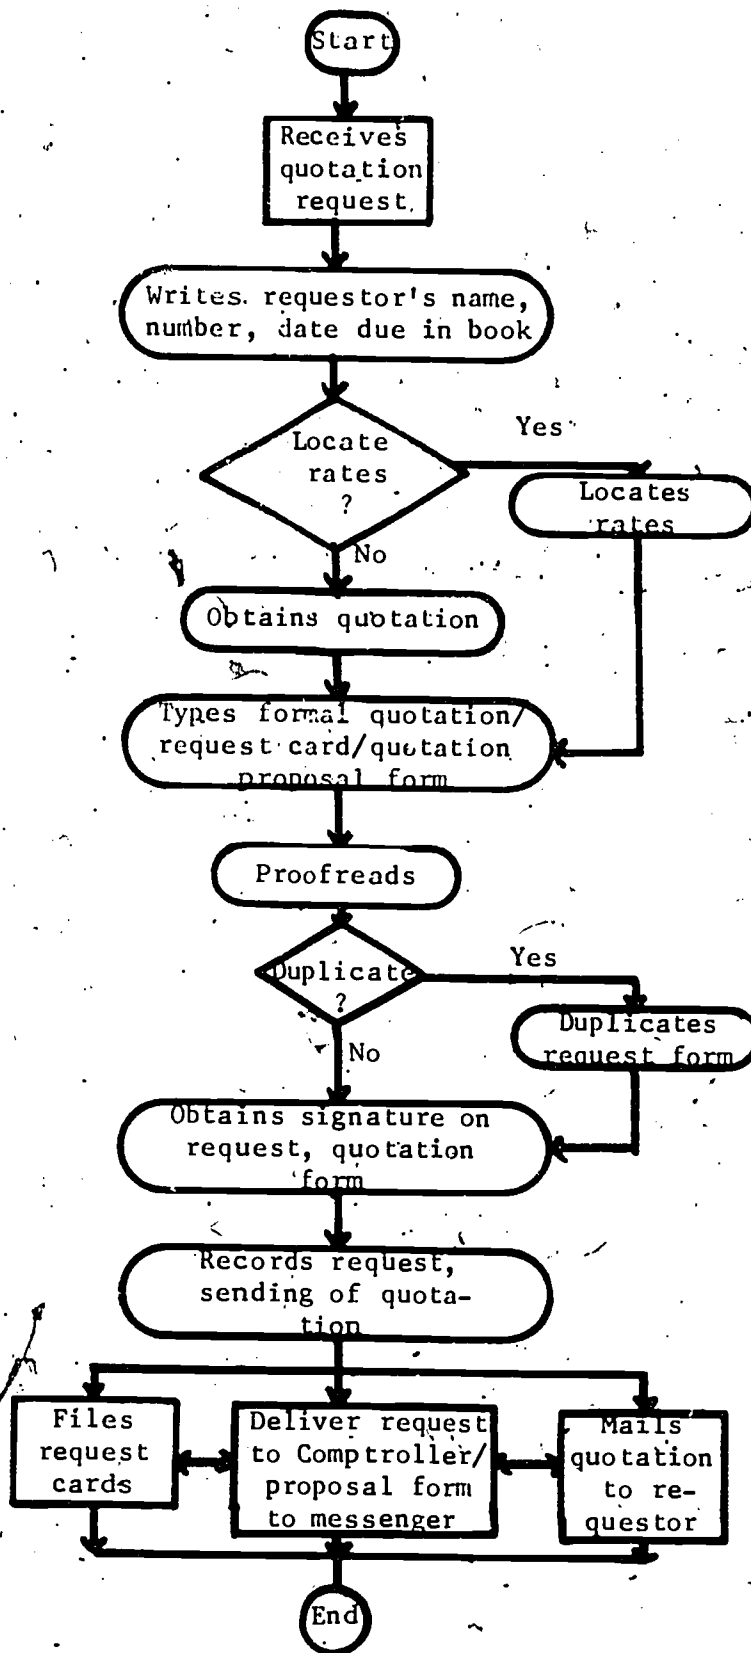 Start
Receives
quotation
request
Writes requestor's name,
number, date due in book
Locate
rates
?
Yes
Locates
rates
No
Obtains quotation
Types formal quotation/
request card/quotation
proposal form
Proofreads
Duplicate
?
Yes
Duplicates
request form
No
Obtains signature on
request, quotation
form
Records request,
sending of quota-
tion
Files
request
cards
Deliver request
to Comptroller/
proposal form
to messenger
Mails
quotation
to re-
questor
End